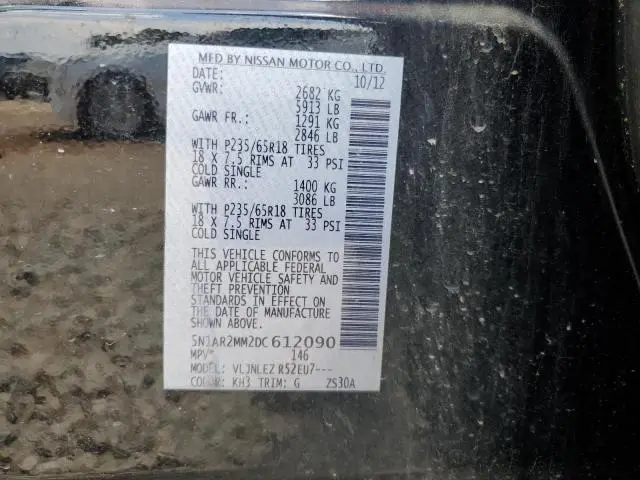 MFD BY NISSAN MOTOR CO., LTD.
DATE: 10/12
GVWR: 2682 KG
5913 LB
GAWR FR.: 1291 KG
2846 LB
WITH P235/65R18 TIRES
18 X 7.5 RIMS AT 33 PSI
COLD SINGLE
GAWR RR.: 1400 KG
3086 LB
WITH P235/65R18 TIRES
18 X 7.5 RIMS AT 33 PSI
COLD SINGLE
THIS VEHICLE CONFORMS TO
ALL APPLICABLE FEDERAL
MOTOR VEHICLE SAFETY AND
THEFT PREVENTION
STANDARDS IN EFFECT ON
THE DATE OF MANUFACTURE
SHOWN ABOVE.
5N1AR2MM2DC612090
MPV* 146
MODEL: VLJNLEZ R52EU7---
COLOR: KH3 TRIM: G ZS30A